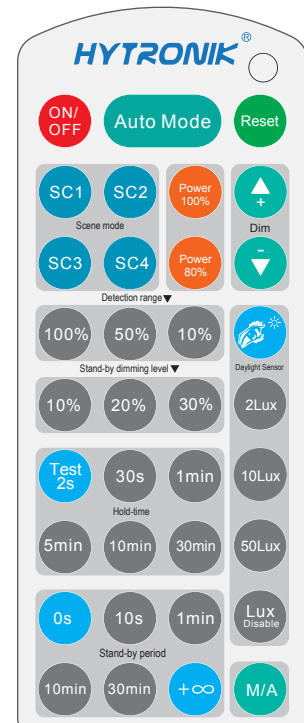 HYTRONIK®
ON/
OFF
Auto Mode
Reset
SC1 SC2
Power
100%
+
Scene mode
Dim
SC3 SC4
Power
80%
-
Detection range▼
100% 50% 10%
Stand-by dimming level ▼
Daylight Sensor
10% 20% 30% 2Lux
Test
2s
30s 1min 10Lux
Hold-time
5min 10min 30min 50Lux
0s 10s 1min
Lux
Disable
Stand-by period
10min 30min +∞ M/A